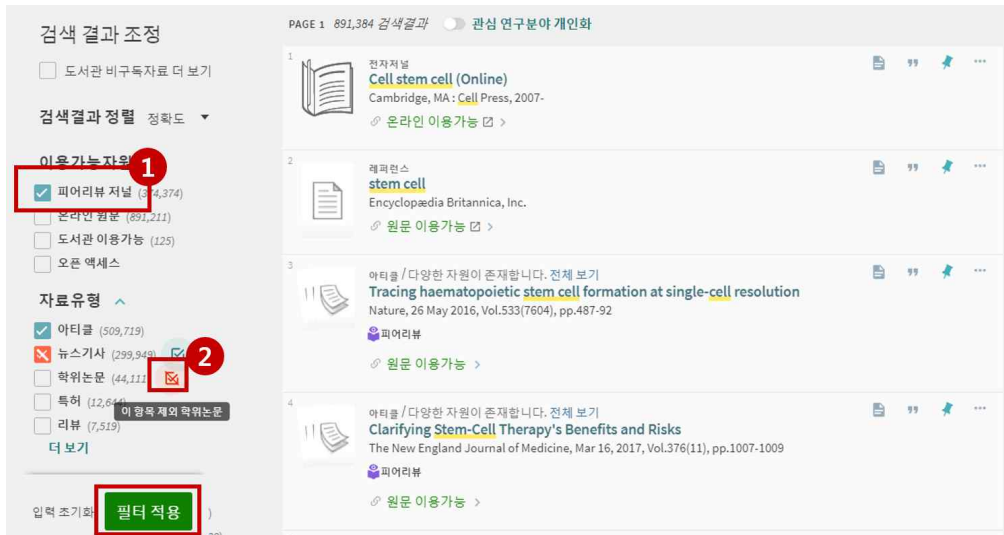 검색 결과 조정
도서관 비구독자료 더 보기
검색결과 정렬 정확도
이용가능자원
1
피어리뷰 저널 (374,374)
온라인 원문 (891,211)
도서관 이용가능 (125)
오픈 액세스
자료유형
아티클 (509,719)
뉴스기사 (299,949)
2
학위논문 (44,111
이 항목 제외 학위논문
특허 (12,644)
리뷰 (7,519)
더 보기
입력 초기화
필터 적용
PAGE 1 891,384 검색결과 관심 연구분야 개인화
1
전자저널
Cell stem cell (Online)
Cambridge, MA : Cell Press, 2007-
온라인 이용가능 >
2
레퍼런스
stem cell
Encyclopædia Britannica, Inc.
원문 이용가능 >
3
아티클 / 다양한 자원이 존재합니다. 전체 보기
Tracing haematopoietic stem cell formation at single-cell resolution
Nature, 26 May 2016, Vol.533(7604), pp.487-92
피어리뷰
원문 이용가능 >
4
아티클 / 다양한 자원이 존재합니다. 전체 보기
Clarifying Stem-Cell Therapy's Benefits and Risks
The New England Journal of Medicine, Mar 16, 2017, Vol.376(11), pp.1007-1009
피어리뷰
원문 이용가능 >